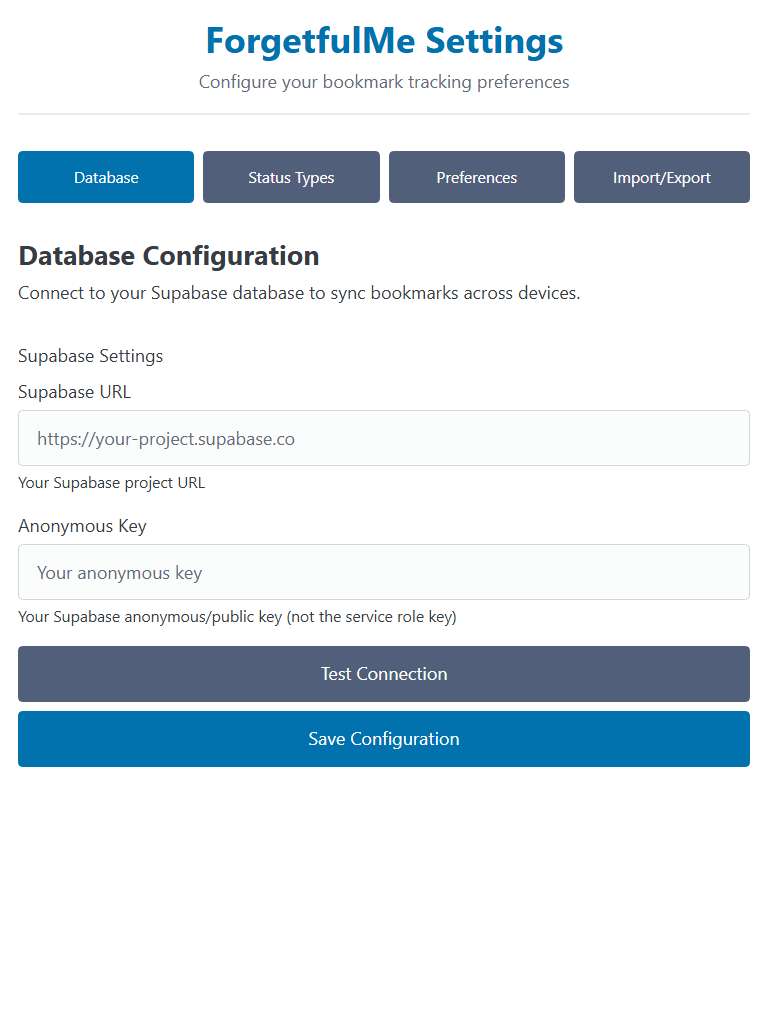 ForgetfulMe Settings
Configure your bookmark tracking preferences
Database
Status Types
Preferences
Import/Export
Database Configuration
Connect to your Supabase database to sync bookmarks across devices.
Supabase Settings
Supabase URL
https://your-project.supabase.co
Your Supabase project URL
Anonymous Key
Your anonymous key
Your Supabase anonymous/public key (not the service role key)
Test Connection
Save Configuration